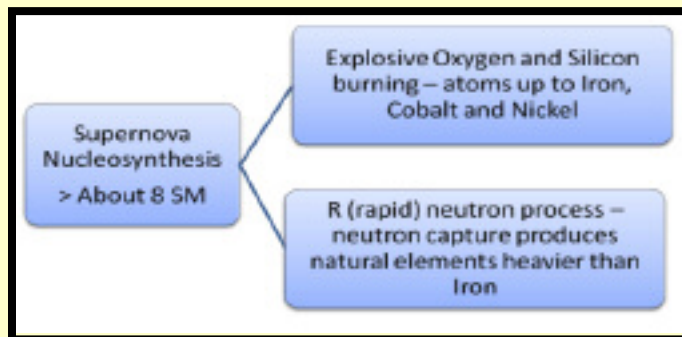 Supernova
Nucleosynthesis
> About 8 SM
Explosive Oxygen and Silicon
burning – atoms up to Iron,
Cobalt and Nickel
R (rapid) neutron process –
neutron capture produces
natural elements heavier than
Iron